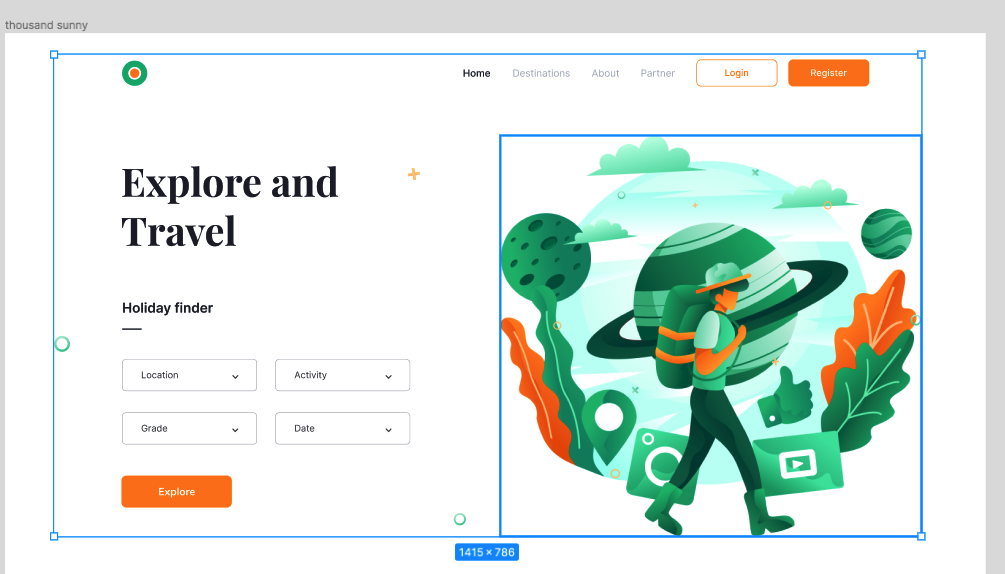 thousand sunny
Home Destinations About Partner Login Register
Explore and
Travel
Holiday finder
Location Activity
Grade Date
Explore
1415 × 786